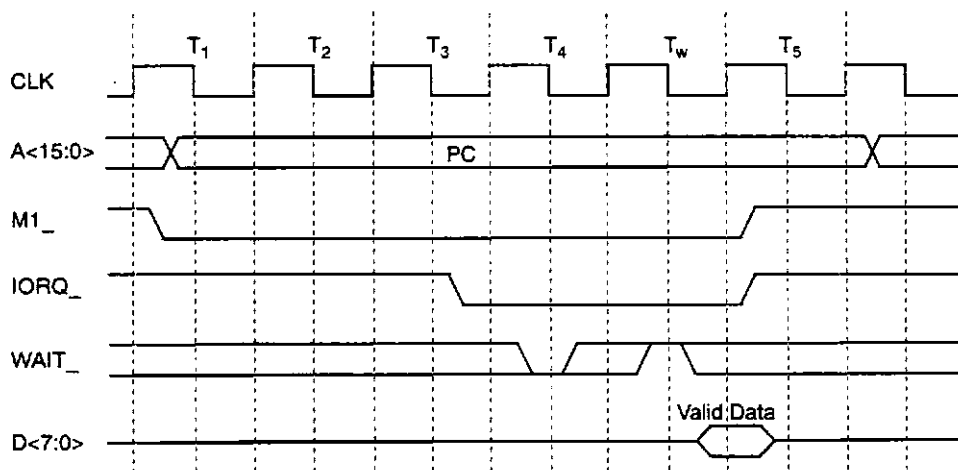 T1 T2 T3 T4 Tw T5
CLK
A<15:0>
PC
M1_
IORQ_
WAIT_
Valid Data
D<7:0>